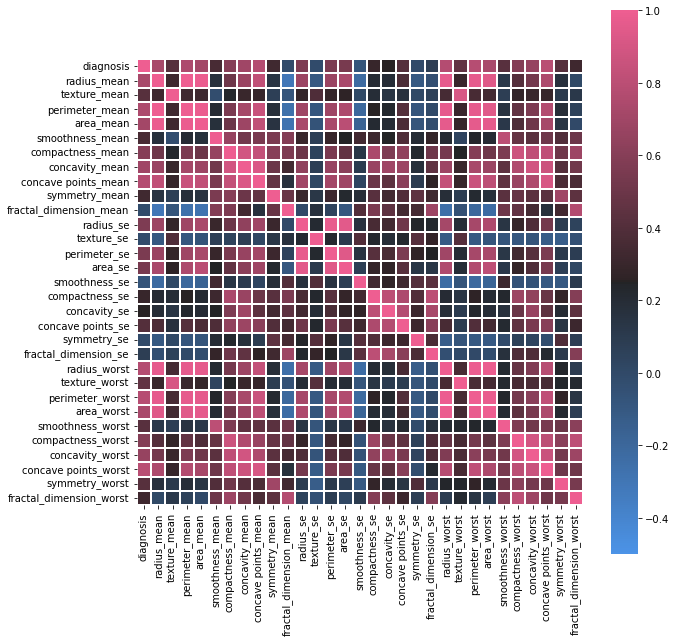 diagnosis
radius_mean
texture_mean
perimeter_mean
area_mean
smoothness_mean
compactness_mean
concavity_mean
concave points_mean
symmetry_mean
fractal_dimension_mean
radius_se
texture_se
perimeter_se
area_se
smoothness_se
compactness_se
concavity_se
concave points_se
symmetry_se
fractal_dimension_se
radius_worst
texture_worst
perimeter_worst
area_worst
smoothness_worst
compactness_worst
concavity_worst
concave points_worst
symmetry_worst
fractal_dimension_worst
diagnosis
radius_mean
texture_mean
perimeter_mean
area_mean
smoothness_mean
compactness_mean
concavity_mean
concave points_mean
symmetry_mean
fractal_dimension_mean
radius_se
texture_se
perimeter_se
area_se
smoothness_se
compactness_se
concavity_se
concave points_se
symmetry_se
fractal_dimension_se
radius_worst
texture_worst
perimeter_worst
area_worst
smoothness_worst
compactness_worst
concavity_worst
concave points_worst
symmetry_worst
fractal_dimension_worst
1.0
0.8
0.6
0.4
0.2
0.0
−0.2
−0.4